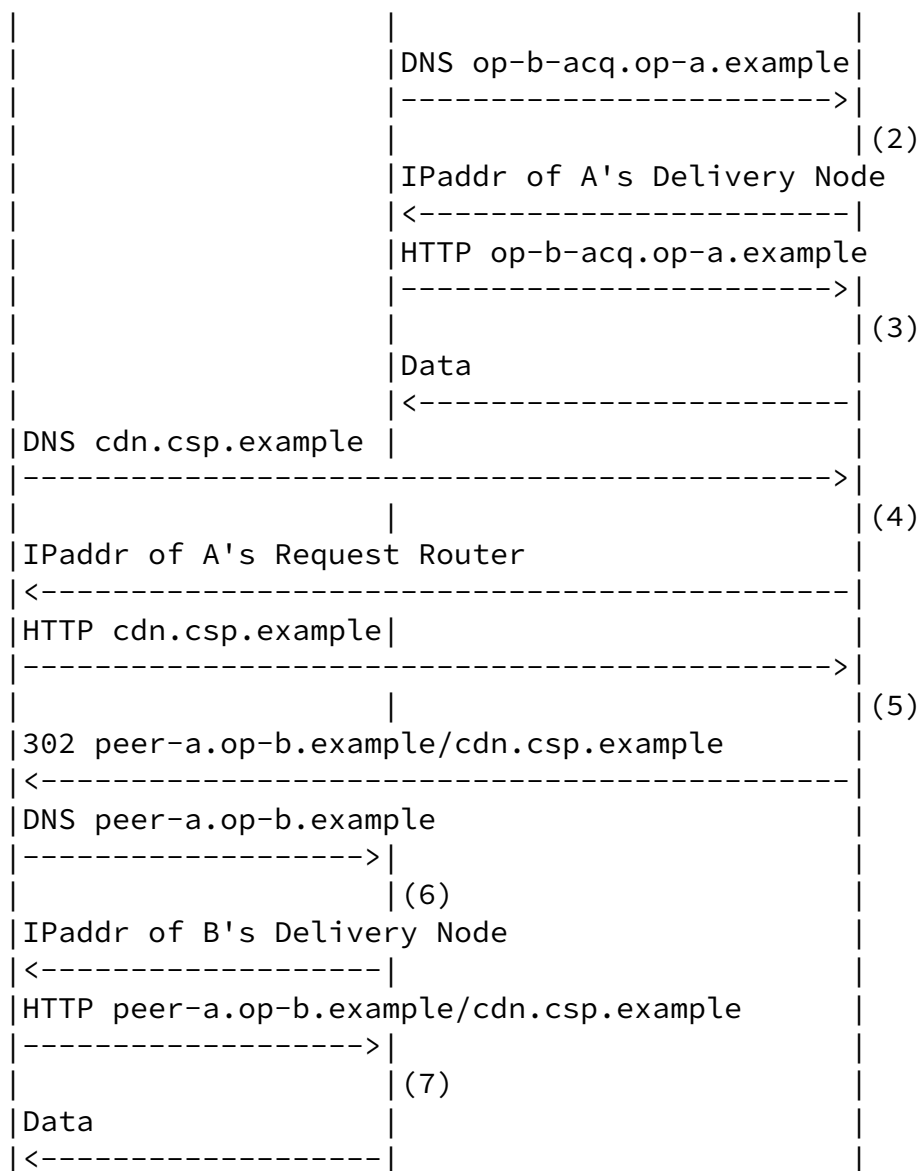 DNS op-b-acq.op-a.example
(2)
IPaddr of A's Delivery Node
HTTP op-b-acq.op-a.example
(3)
Data
DNS cdn.csp.example
(4)
IPaddr of A's Request Router
HTTP cdn.csp.example
(5)
302 peer-a.op-b.example/cdn.csp.example
DNS peer-a.op-b.example
(6)
IPaddr of B's Delivery Node
HTTP peer-a.op-b.example/cdn.csp.example
(7)
Data